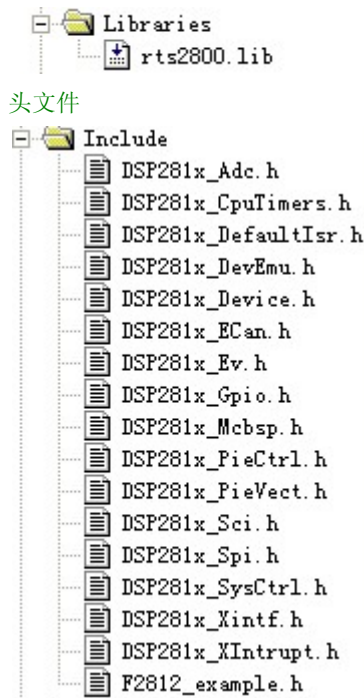 Libraries
rts2800.lib
头文件
Include
DSP281x_Adc.h
DSP281x_CpuTimers.h
DSP281x_DefaultIsr.h
DSP281x_DevEmu.h
DSP281x_Device.h
DSP281x_ECan.h
DSP281x_Ev.h
DSP281x_Gpio.h
DSP281x_Mcbsp.h
DSP281x_PieCtrl.h
DSP281x_PieVect.h
DSP281x_Sci.h
DSP281x_Spi.h
DSP281x_SysCtrl.h
DSP281x_Xintf.h
DSP281x_XIntrupt.h
F2812_example.h